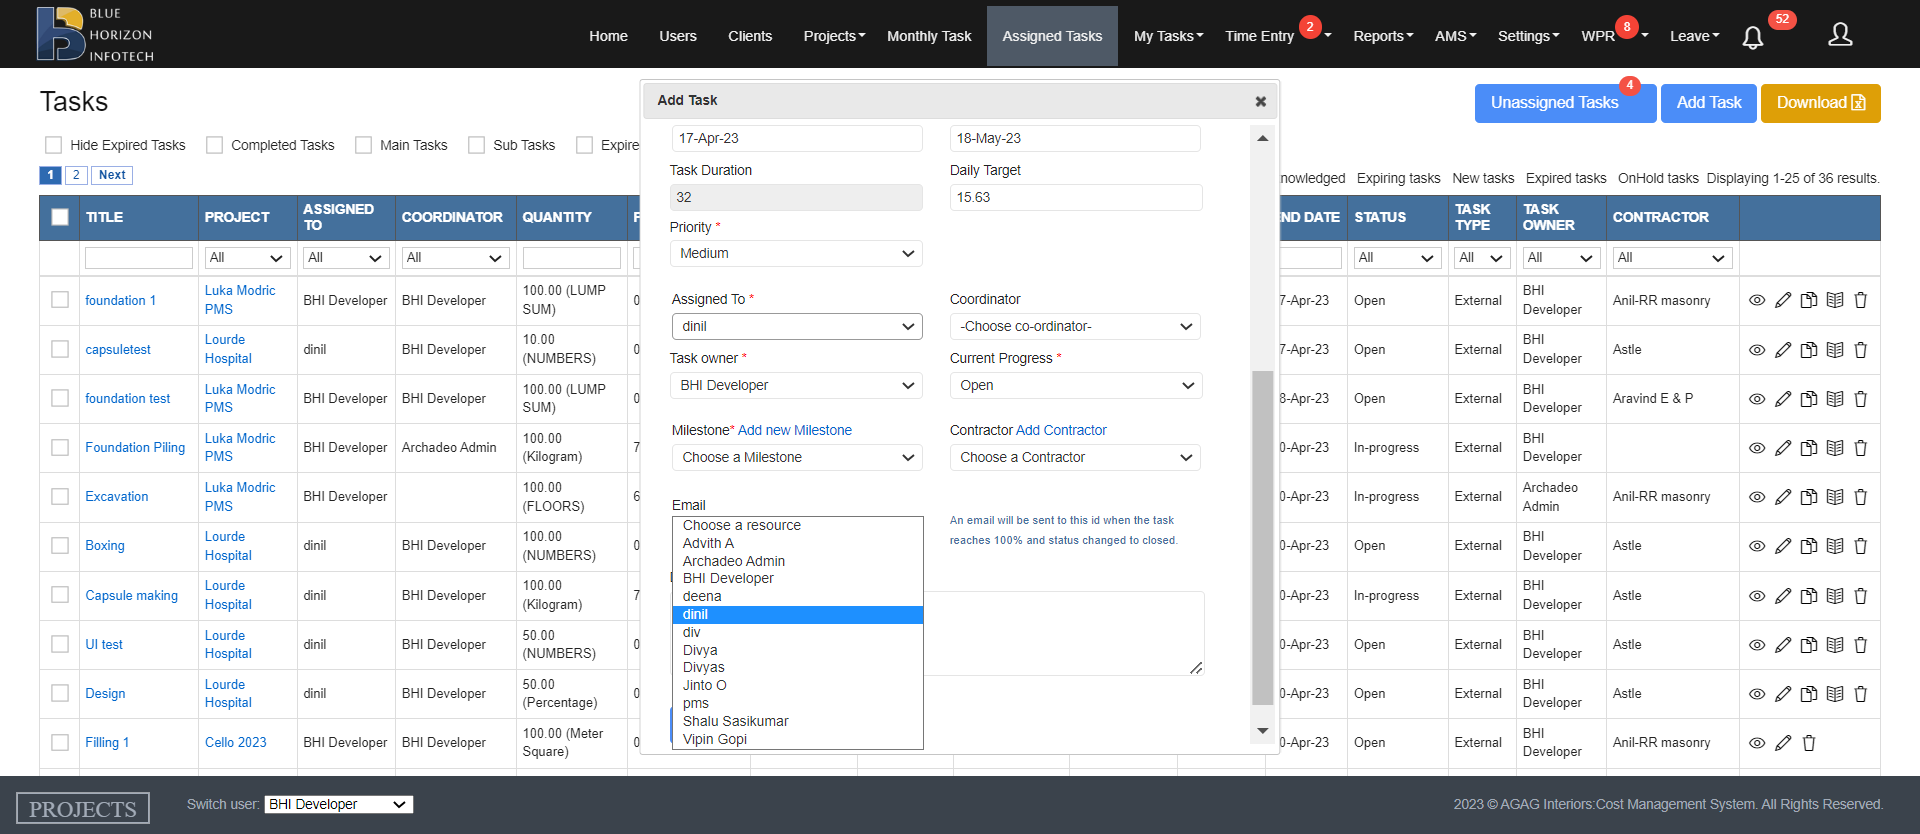 BLUE
HORIZON
INFOTECH
Home Users Clients Projects Monthly Task Assigned Tasks My Tasks Time Entry 2 Reports AMS Settings WPR 8 Leave 52
Tasks
Unassigned Tasks 4 Add Task Download
Hide Expired Tasks Completed Tasks Main Tasks Sub Tasks Expire
1 2 Next
nowledged Expiring tasks New tasks Expired tasks OnHold tasks Displaying 1-25 of 36 results.
TITLE PROJECT ASSIGNED TO COORDINATOR QUANTITY ND DATE STATUS TASK TYPE TASK OWNER CONTRACTOR
All All All All All All All
foundation 1 Luka Modric PMS BHI Developer BHI Developer 100.00 (LUMP SUM) 0 7-Apr-23 Open External BHI Developer Anil-RR masonry
capsuletest Lourde Hospital dinil BHI Developer 10.00 (NUMBERS) 0 7-Apr-23 Open External BHI Developer Astle
foundation test Luka Modric PMS BHI Developer BHI Developer 100.00 (LUMP SUM) 0 8-Apr-23 Open External BHI Developer Aravind E & P
Foundation Piling Luka Modric PMS BHI Developer Archadeo Admin 100.00 (Kilogram) 7 0-Apr-23 In-progress External BHI Developer
Excavation Luka Modric PMS BHI Developer 100.00 (FLOORS) 6 0-Apr-23 In-progress External Archadeo Admin Anil-RR masonry
Boxing Lourde Hospital dinil BHI Developer 100.00 (NUMBERS) 0 0-Apr-23 Open External BHI Developer Astle
Capsule making Lourde Hospital dinil BHI Developer 100.00 (Kilogram) 7 0-Apr-23 In-progress External BHI Developer Astle
UI test Lourde Hospital dinil BHI Developer 50.00 (NUMBERS) 0 0-Apr-23 Open External BHI Developer Astle
Design Lourde Hospital dinil BHI Developer 50.00 (Percentage) 0 0-Apr-23 Open External BHI Developer Astle
Filling 1 Cello 2023 BHI Developer BHI Developer 100.00 (Meter Square) 0 0-Apr-23 Open External BHI Developer Anil-RR masonry
Add Task
17-Apr-23 18-May-23
Task Duration Daily Target
32 15.63
Priority *
Medium
Assigned To * Coordinator
dinil -Choose co-ordinator-
Task owner * Current Progress *
BHI Developer Open
Milestone* Add new Milestone Contractor Add Contractor
Choose a Milestone Choose a Contractor
Email
An email will be sent to this id when the task
reaches 100% and status changed to closed.
Choose a resource
Advith A
Archadeo Admin
BHI Developer
deena
dinil
div
Divya
Divyas
Jinto O
pms
Shalu Sasikumar
Vipin Gopi
PROJECTS Switch user: BHI Developer 2023 © AGAG Interiors:Cost Management System. All Rights Reserved.